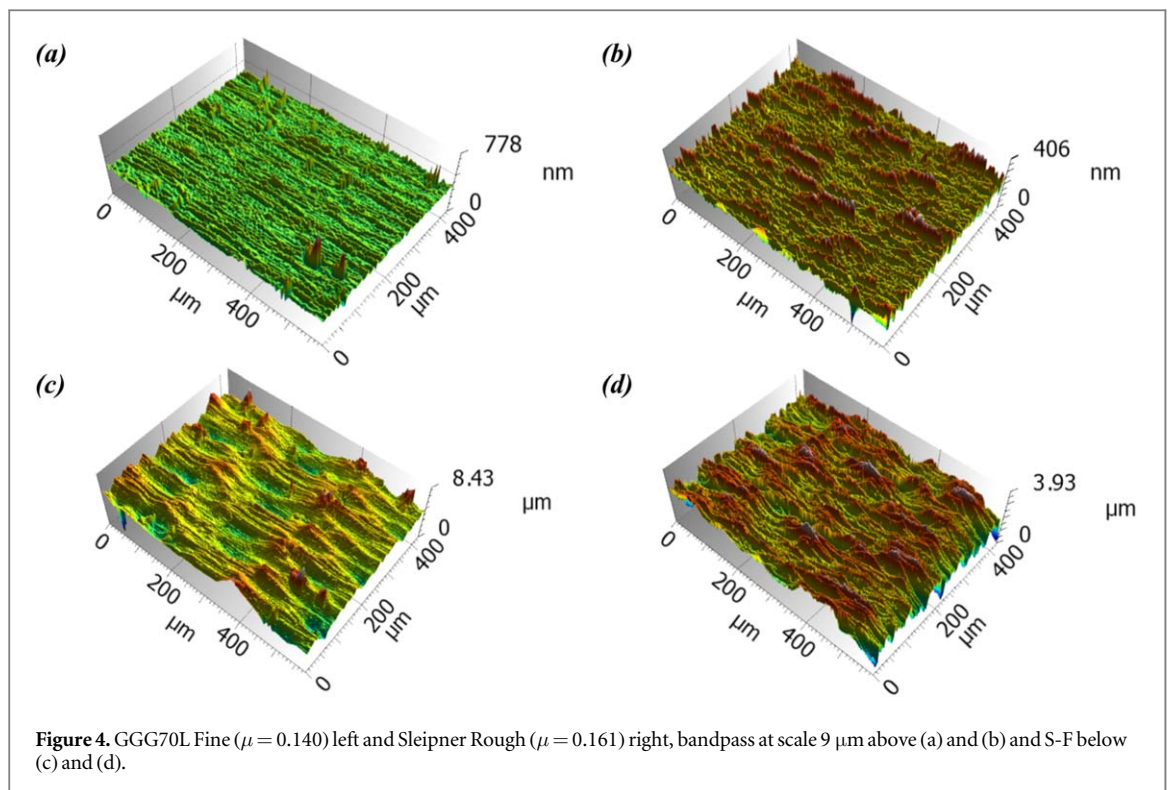 (a)
778
nm
0
400
200
0
0
200
μm
400
μm
(b)
406
nm
0
400
200
0
0
200
μm
400
μm
(c)
8.43
μm
0
400
200
0
0
200
μm
400
μm
(d)
3.93
μm
0
400
200
0
0
200
μm
400
μm
Figure 4. GGG70L Fine (μ = 0.140) left and Sleipner Rough (μ = 0.161) right, bandpass at scale 9 μm above (a) and (b) and S-F below
(c) and (d).